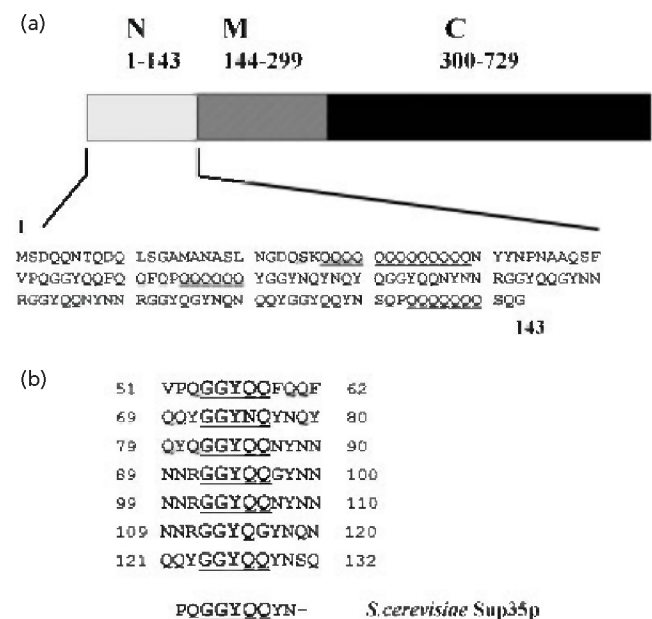 (a)
N M C
1-143 144-299 300-729
1
MSDQQNTQDQ LSGAMANASL NGDQSKQQQQ QQQQQQQQQN YYNPNAAQSF
VPQGGYQQFQ QFQPQQQQQQ YGGYNQYNQY QGGYQQNYNN RGGYQQGYNN
RGGYQQNYNN RGGYQGYNQN QQYGGYQQYN SQPQQQQQQQ SQG
143
(b)
51 VPQGGYQQFQQF 62
69 QQYGGYNQYNQY 80
79 QYQGGYQQNYNN 90
89 NNRGGYQQGYNN 100
99 NNRGGYQQNYNN 110
109 NNRGGYQGYNQN 120
121 QQYGGYQQYNSQ 132
PQGGYQQYN- S.cerevisiae Sup35p